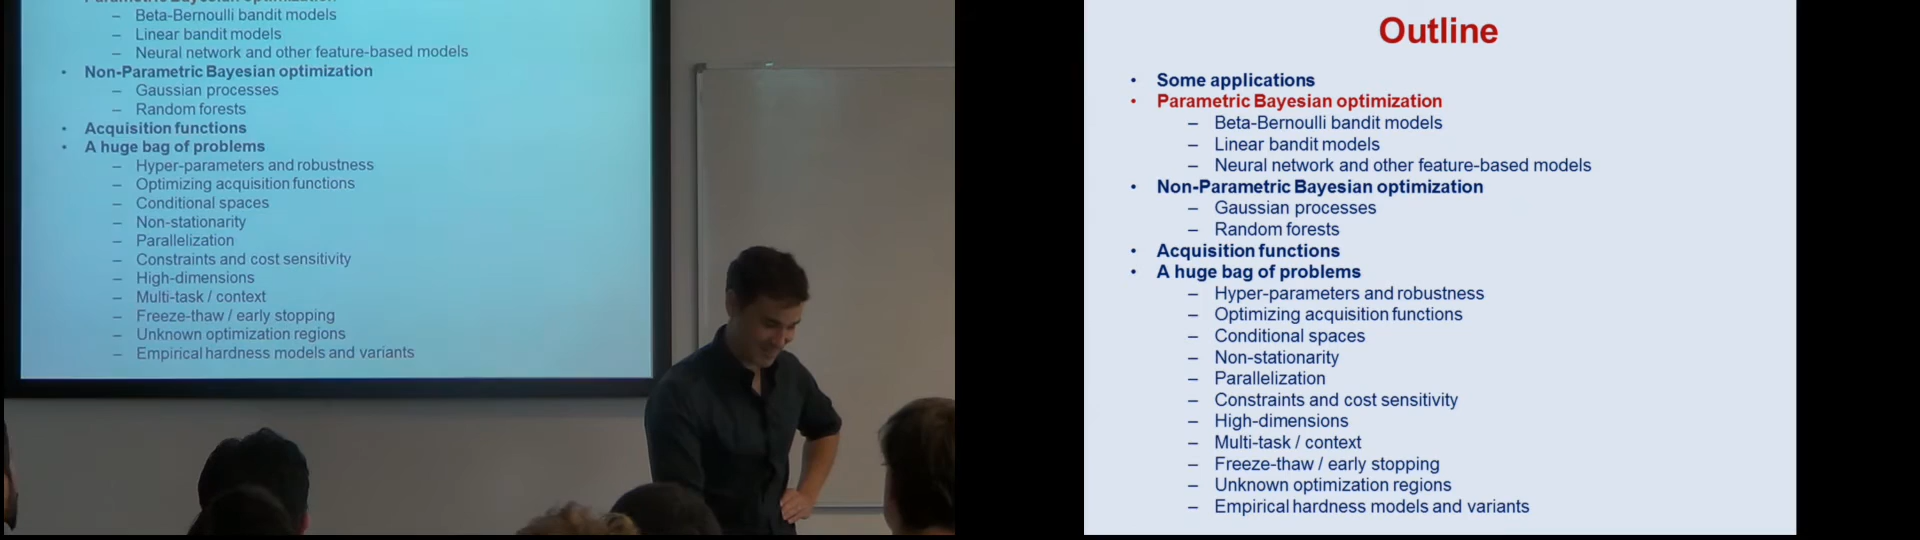 Parametric Bayesian optimization
– Beta-Bernoulli bandit models
– Linear bandit models
– Neural network and other feature-based models
• Non-Parametric Bayesian optimization
– Gaussian processes
– Random forests
• Acquisition functions
• A huge bag of problems
– Hyper-parameters and robustness
– Optimizing acquisition functions
– Conditional spaces
– Non-stationarity
– Parallelization
– Constraints and cost sensitivity
– High-dimensions
– Multi-task / context
– Freeze-thaw / early stopping
– Unknown optimization regions
– Empirical hardness models and variants
Outline
• Some applications
• Parametric Bayesian optimization
– Beta-Bernoulli bandit models
– Linear bandit models
– Neural network and other feature-based models
• Non-Parametric Bayesian optimization
– Gaussian processes
– Random forests
• Acquisition functions
• A huge bag of problems
– Hyper-parameters and robustness
– Optimizing acquisition functions
– Conditional spaces
– Non-stationarity
– Parallelization
– Constraints and cost sensitivity
– High-dimensions
– Multi-task / context
– Freeze-thaw / early stopping
– Unknown optimization regions
– Empirical hardness models and variants